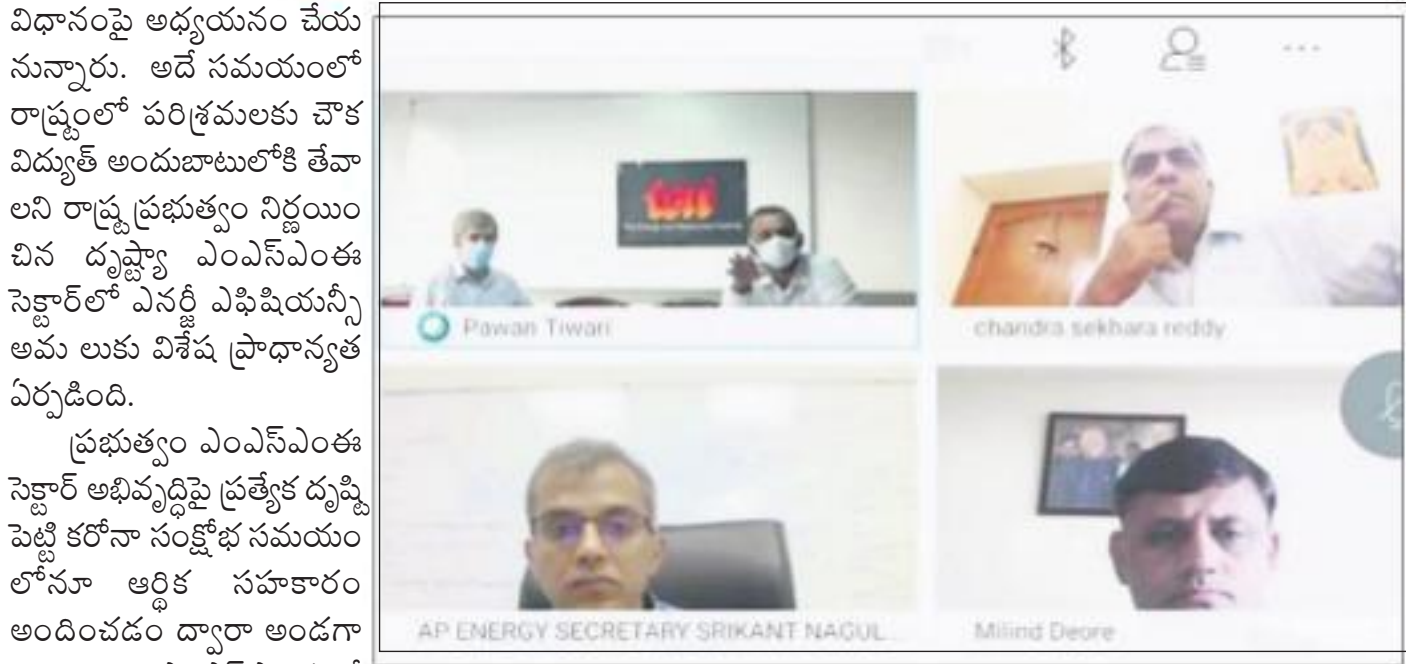 విధానంపై అధ్యయనం చేయ
నున్నారు. అదే సమయంలో
రాష్ట్రంలో పరిశ్రమలకు చౌక
విద్యుత్ అందుబాటులోకి తేవా
లని రాష్ట్ర ప్రభుత్వం నిర్ణయిం
చిన దృష్ట్యా ఎంఎస్ఎంఈ
సెక్టార్‌లో ఎనర్జీ ఎఫిషియన్సీ
అమ లుకు విశేష ప్రాధాన్యత
ఏర్పడింది.
ప్రభుత్వం ఎంఎస్ఎంఈ
సెక్టార్ అభివృద్ధిపై ప్రత్యేక దృష్టి
పెట్టి కరోనా సంక్షోభ సమయం
లోనూ ఆర్థిక సహకారం
అందించడం ద్వారా అండగా
teri
Pawan Tiwari
chandra sekhara reddy
AP ENERGY SECRETARY SRIKANT NAGUL...
Milind Deore